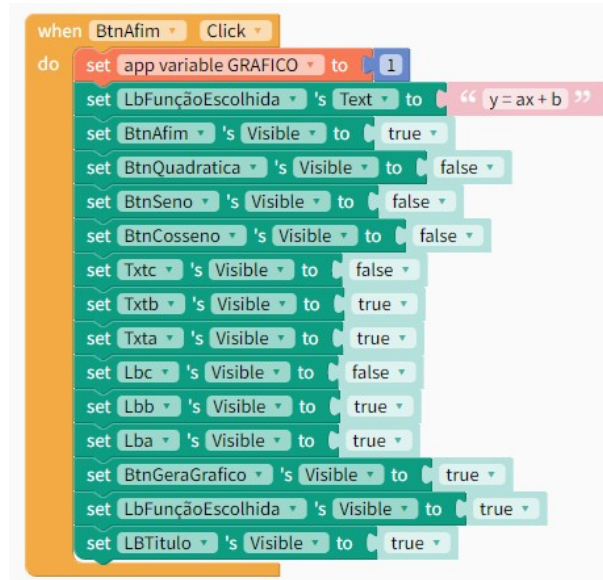 when BtnAfim Click
do set app variable GRAFICO to 1
set LbFunçãoEscolhida 's Text to “ y = ax + b ”
set BtnAfim 's Visible to true
set BtnQuadratica 's Visible to false
set BtnSeno 's Visible to false
set BtnCosseno 's Visible to false
set Txtc 's Visible to false
set Txtb 's Visible to true
set Txta 's Visible to true
set Lbc 's Visible to false
set Lbb 's Visible to true
set Lba 's Visible to true
set BtnGeraGrafico 's Visible to true
set LbFunçãoEscolhida 's Visible to true
set LBTitulo 's Visible to true